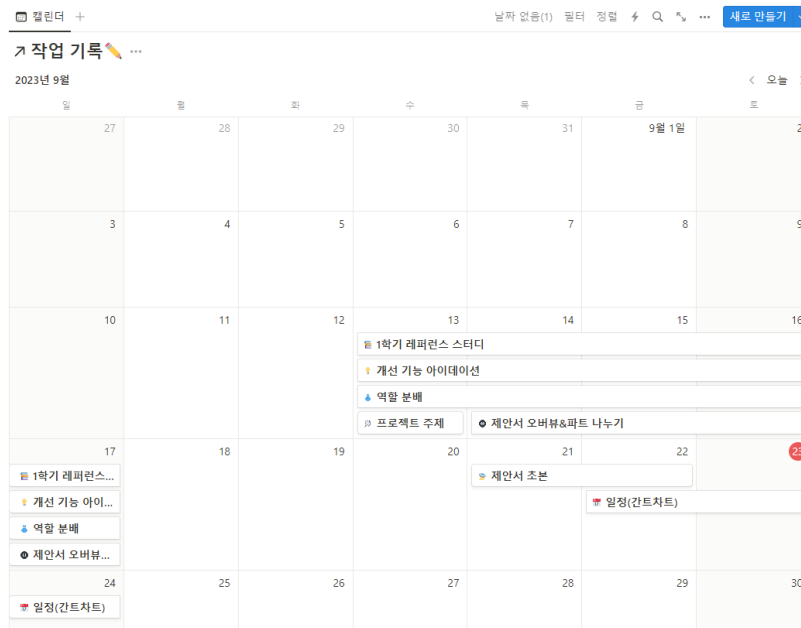 캘린더
날짜 없음(1) 필터 정렬 새로 만들기
작업 기록
2023년 9월 오늘
일 월 화 수 목 금 토
27 28 29 30 31 9월 1일 2
3 4 5 6 7 8 9
10 11 12 13 14 15 16
1학기 레퍼런스 스터디
개선 기능 아이데이션
역할 분배
프로젝트 주제 제안서 오버뷰&파트 나누기
17 18 19 20 21 22 23
1학기 레퍼런스... 제안서 초본
개선 기능 아이... 일정(간트차트)
역할 분배
제안서 오버뷰...
24 25 26 27 28 29 30
일정(간트차트)